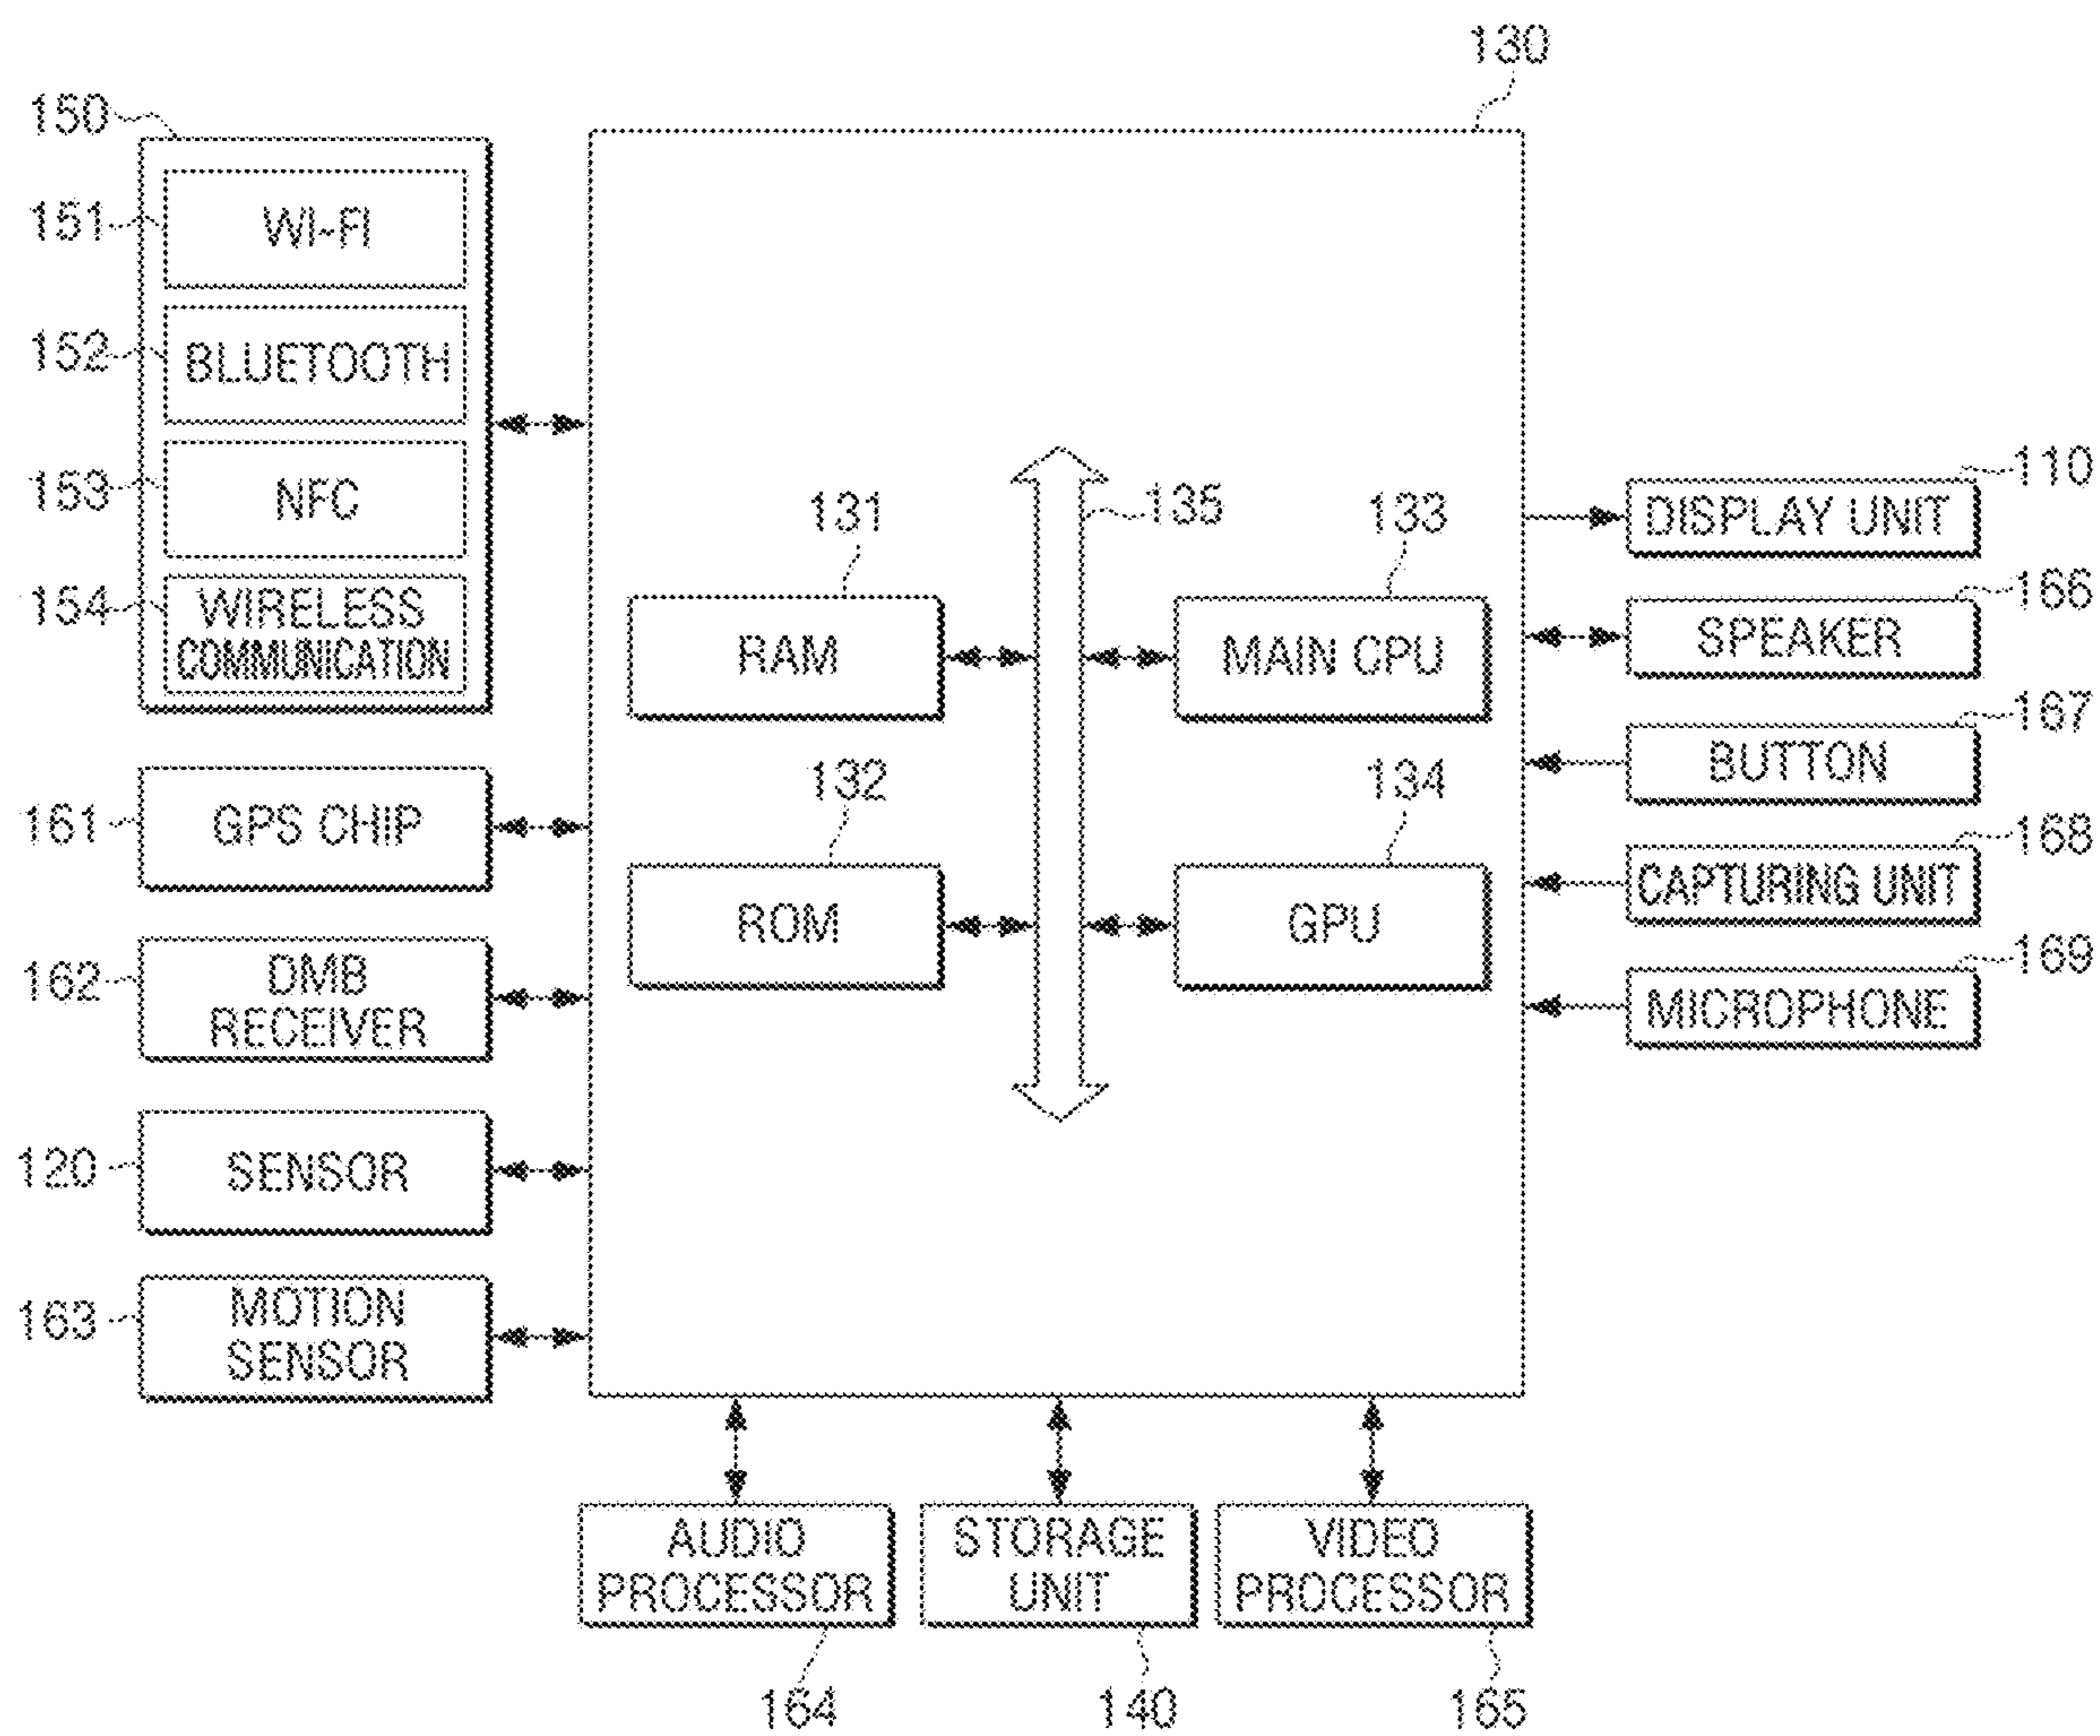 130
150
151
WI-FI
152
BLUETOOTH
153
NFC
154
WIRELESS
COMMUNICATION
161
GPS CHIP
162
DMB
RECEIVER
120
SENSOR
163
MOTION
SENSOR
131
RAM
132
ROM
135
133
MAIN CPU
134
GPU
110
DISPLAY UNIT
166
SPEAKER
167
BUTTON
168
CAPTURING UNIT
169
MICROPHONE
AUDIO
PROCESSOR
164
STORAGE
UNIT
140
VIDEO
PROCESSOR
165